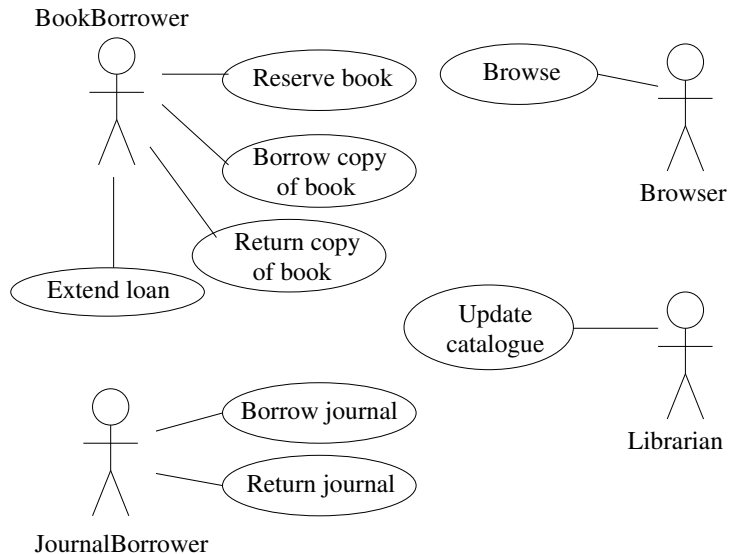 BookBorrower
Reserve book
Browse
Borrow copy
of book
Browser
Return copy
of book
Extend loan
Update
catalogue
Borrow journal
Librarian
Return journal
JournalBorrower